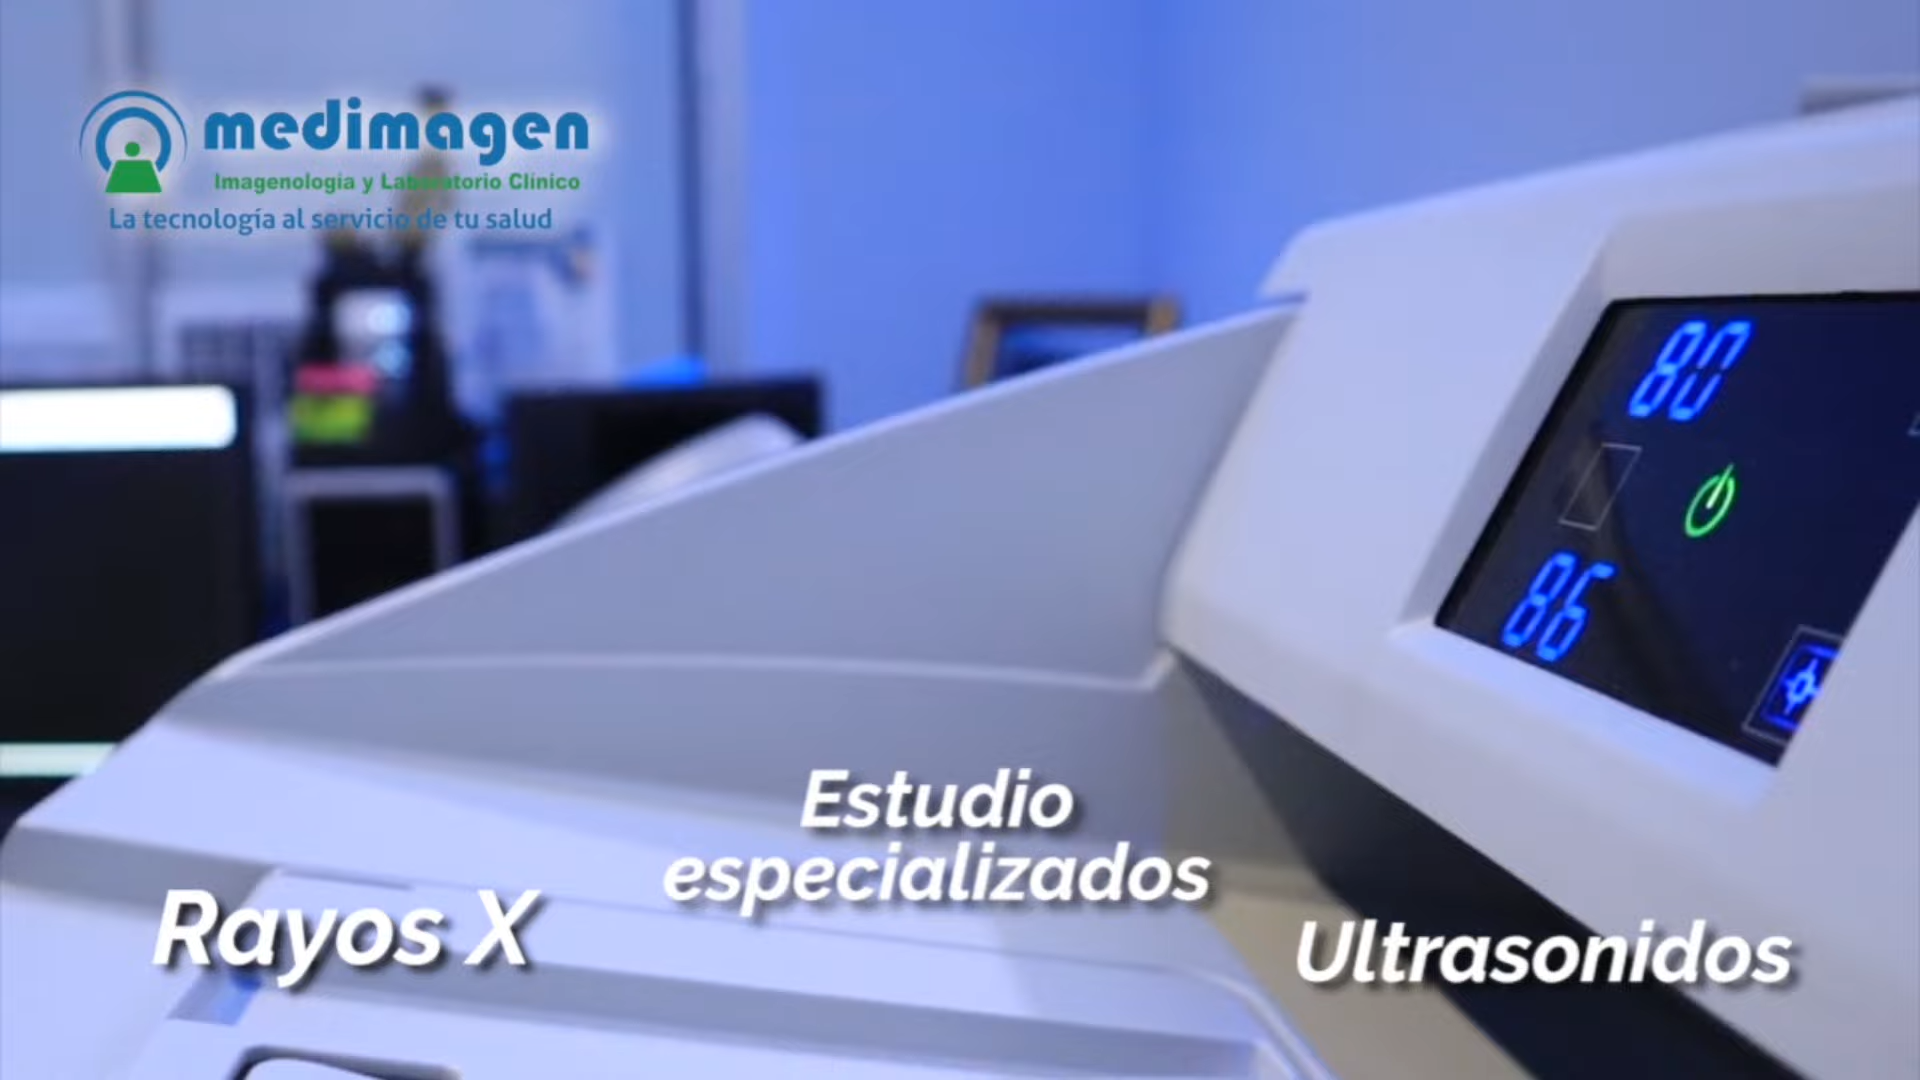 medimagen
Imagenología y Laboratorio Clínico
La tecnología al servicio de tu salud
80
86
Estudio
especializados
Rayos X
Ultrasonidos